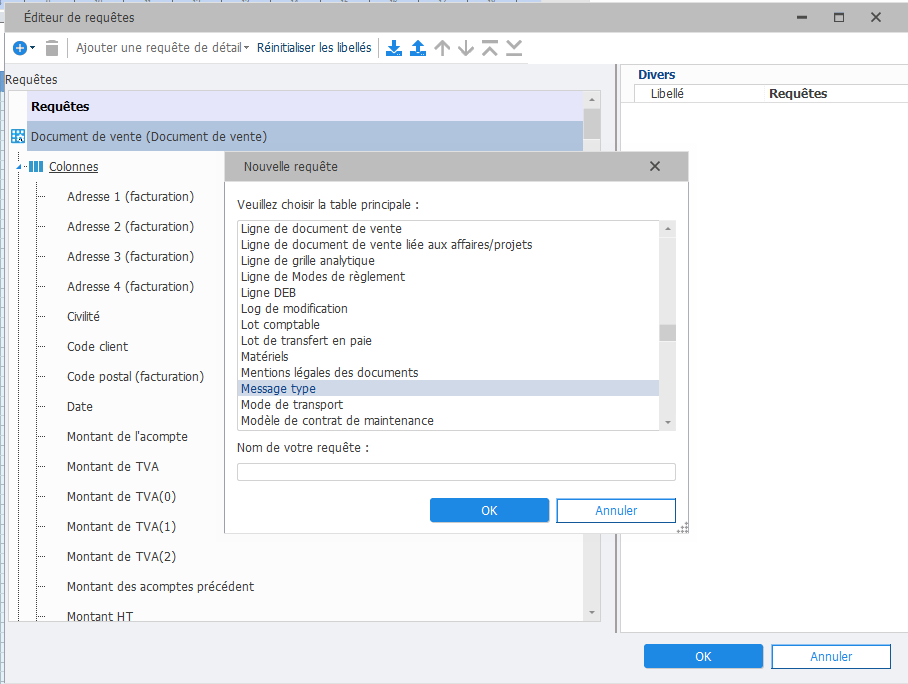 Éditeur de requêtes
Ajouter une requête de détail
Réinitialiser les libellés
Requêtes
Requêtes
Document de vente (Document de vente)
Colonnes
Adresse 1 (facturation)
Adresse 2 (facturation)
Adresse 3 (facturation)
Adresse 4 (facturation)
Civilité
Code client
Code postal (facturation)
Date
Montant de l'acompte
Montant de TVA
Montant de TVA(0)
Montant de TVA(1)
Montant de TVA(2)
Montant des acomptes précédent
Montant HT
Divers
Libellé Requêtes
Nouvelle requête
Veuillez choisir la table principale :
Ligne de document de vente
Ligne de document de vente liée aux affaires/projets
Ligne de grille analytique
Ligne de Modes de règlement
Ligne DEB
Log de modification
Lot comptable
Lot de transfert en paie
Matériels
Mentions légales des documents
Message type
Mode de transport
Modèle de contrat de maintenance
Nom de votre requête :
OK Annuler
OK Annuler